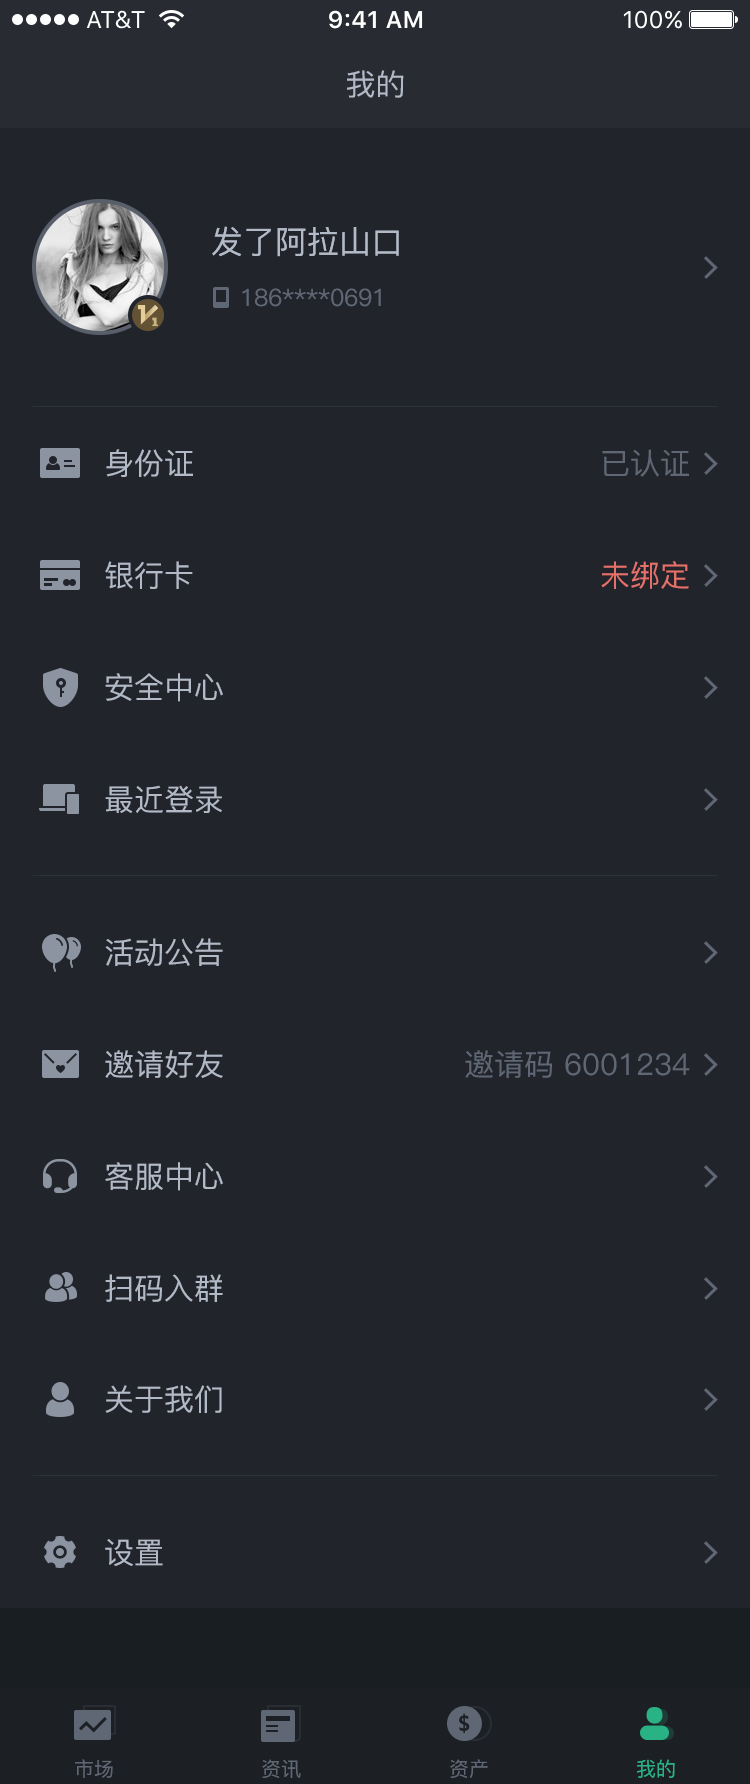 AT&T 9:41 AM 100%
我的
发了阿拉山口
186****0691
V1
身份证 已认证
银行卡 未绑定
安全中心
最近登录
活动公告
邀请好友 邀请码 6001234
客服中心
扫码入群
关于我们
设置
市场 资讯 资产 我的